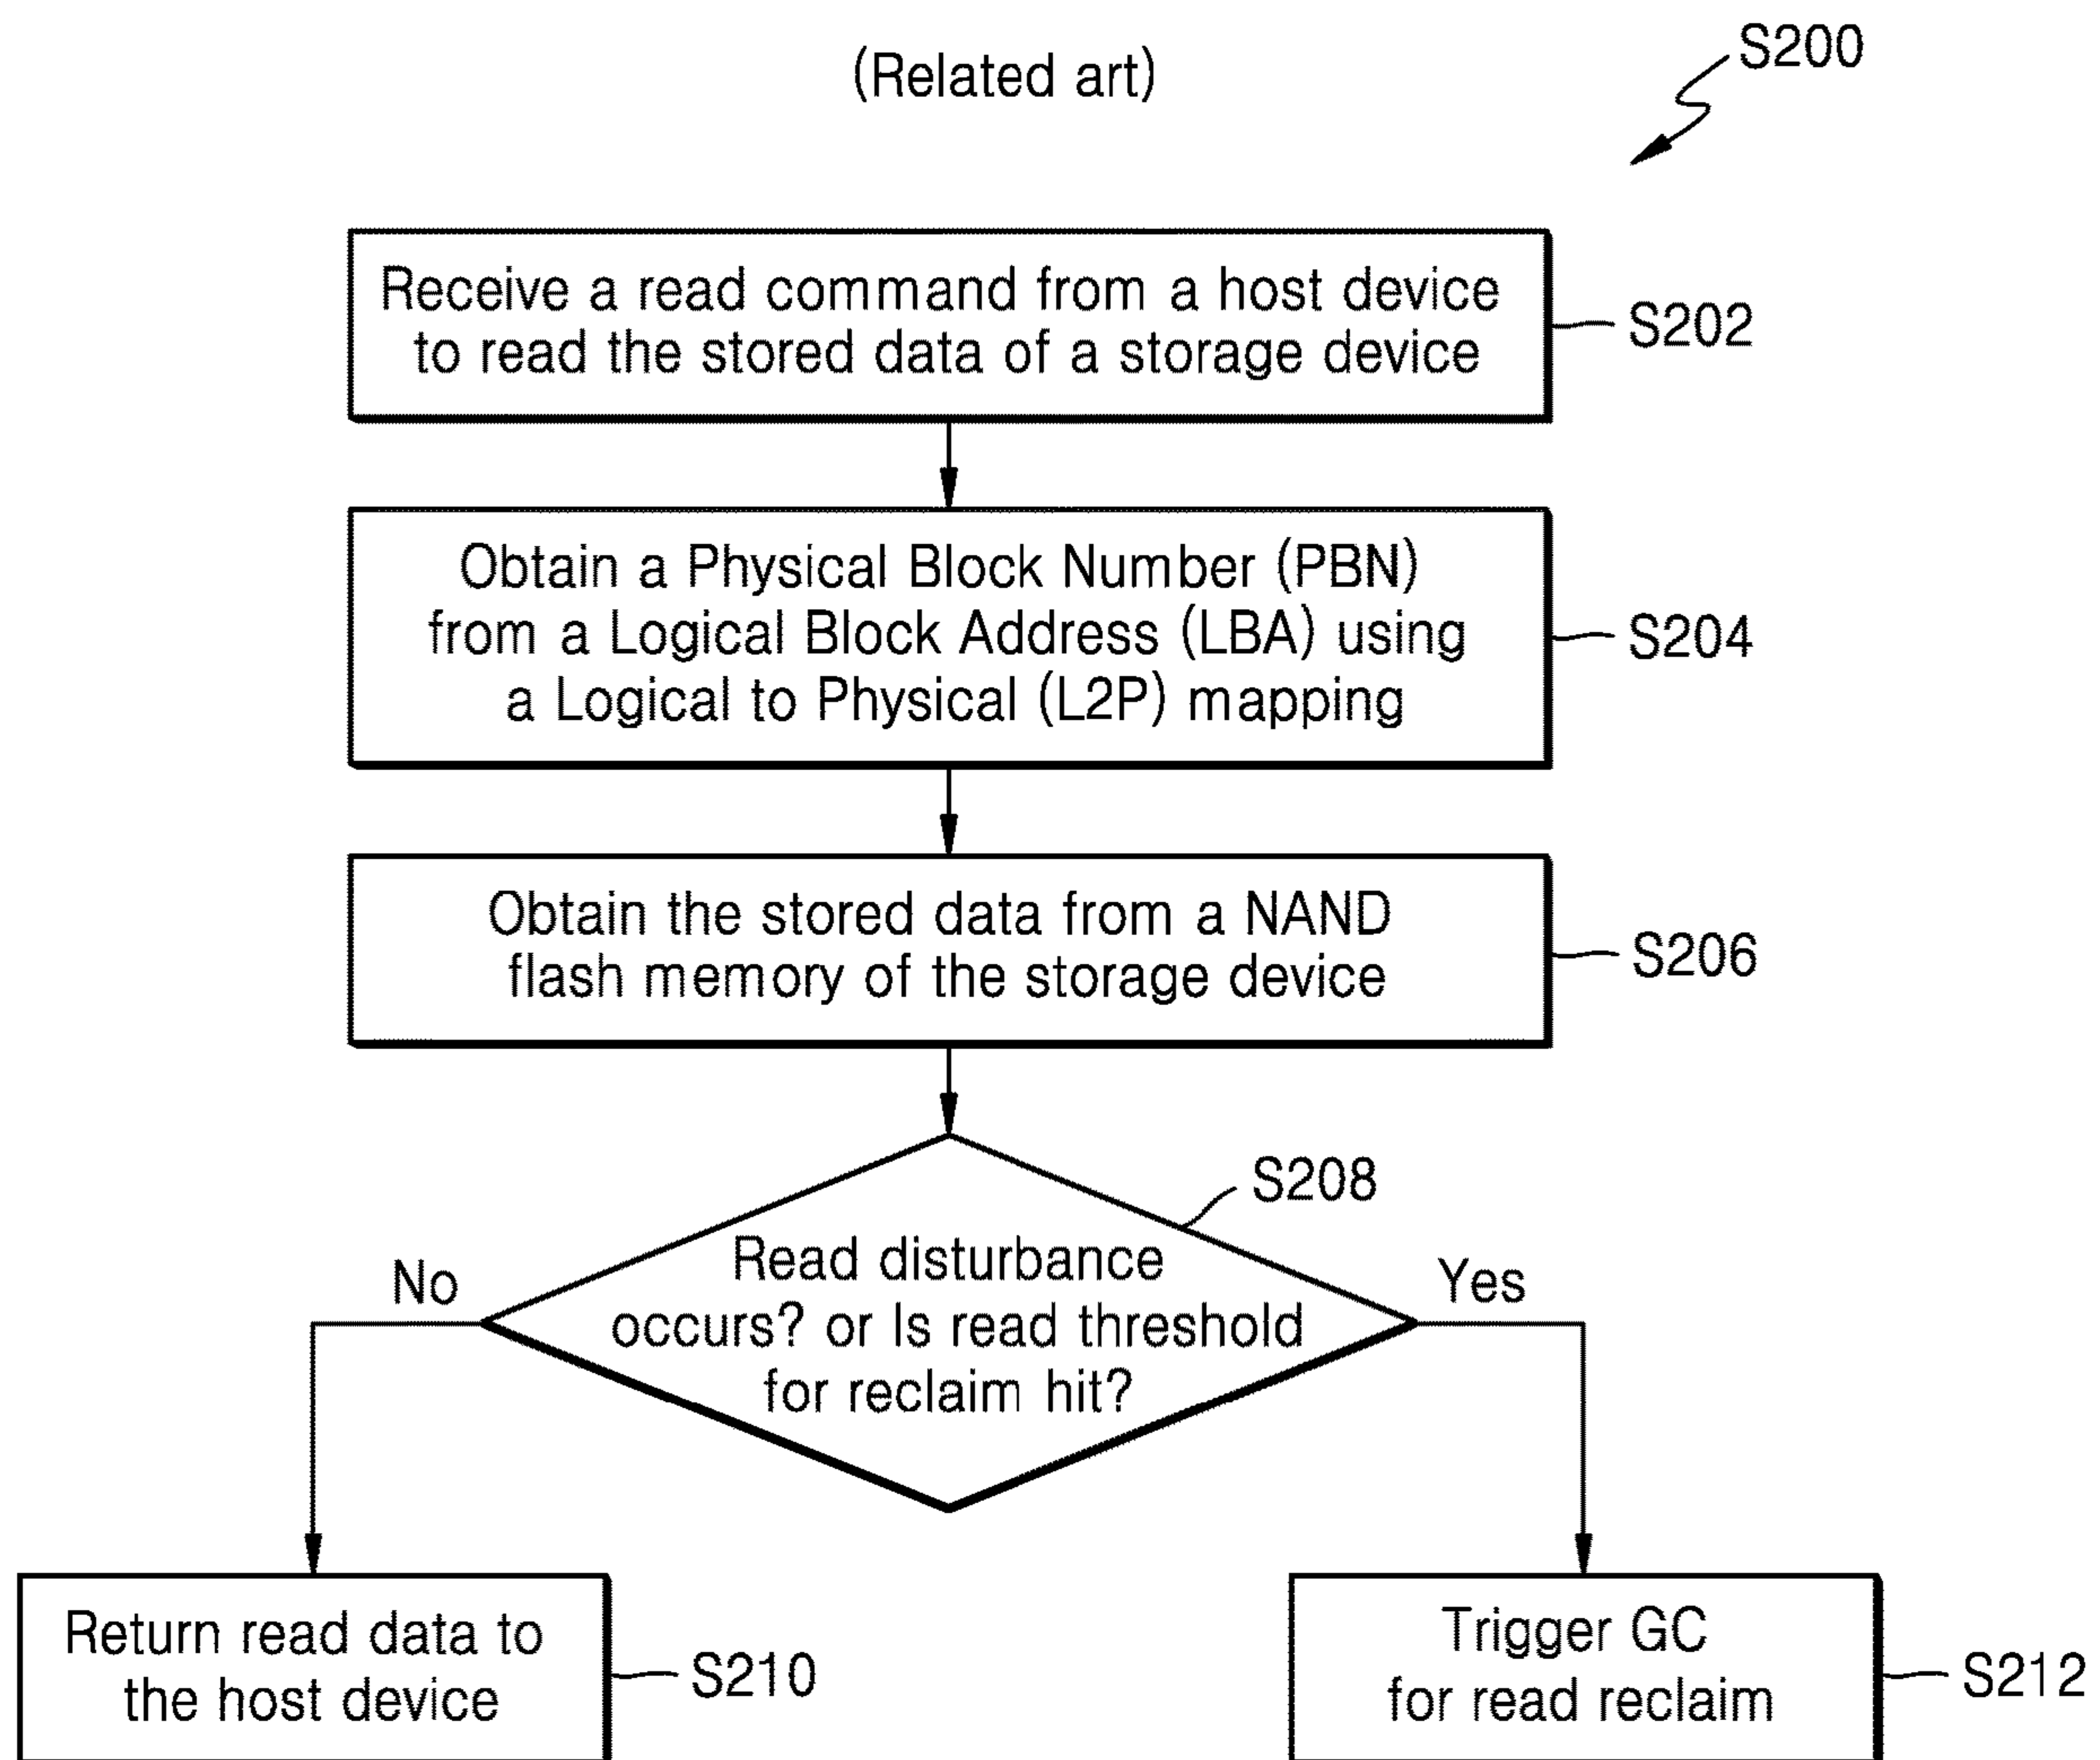 (Related art)
S200
Receive a read command from a host device
to read the stored data of a storage device
S202
Obtain a Physical Block Number (PBN)
from a Logical Block Address (LBA) using
a Logical to Physical (L2P) mapping
S204
Obtain the stored data from a NAND
flash memory of the storage device
S206
S208
Read disturbance
occurs? or Is read threshold
for reclaim hit?
No
Yes
Return read data to
the host device
S210
Trigger GC
for read reclaim
S212